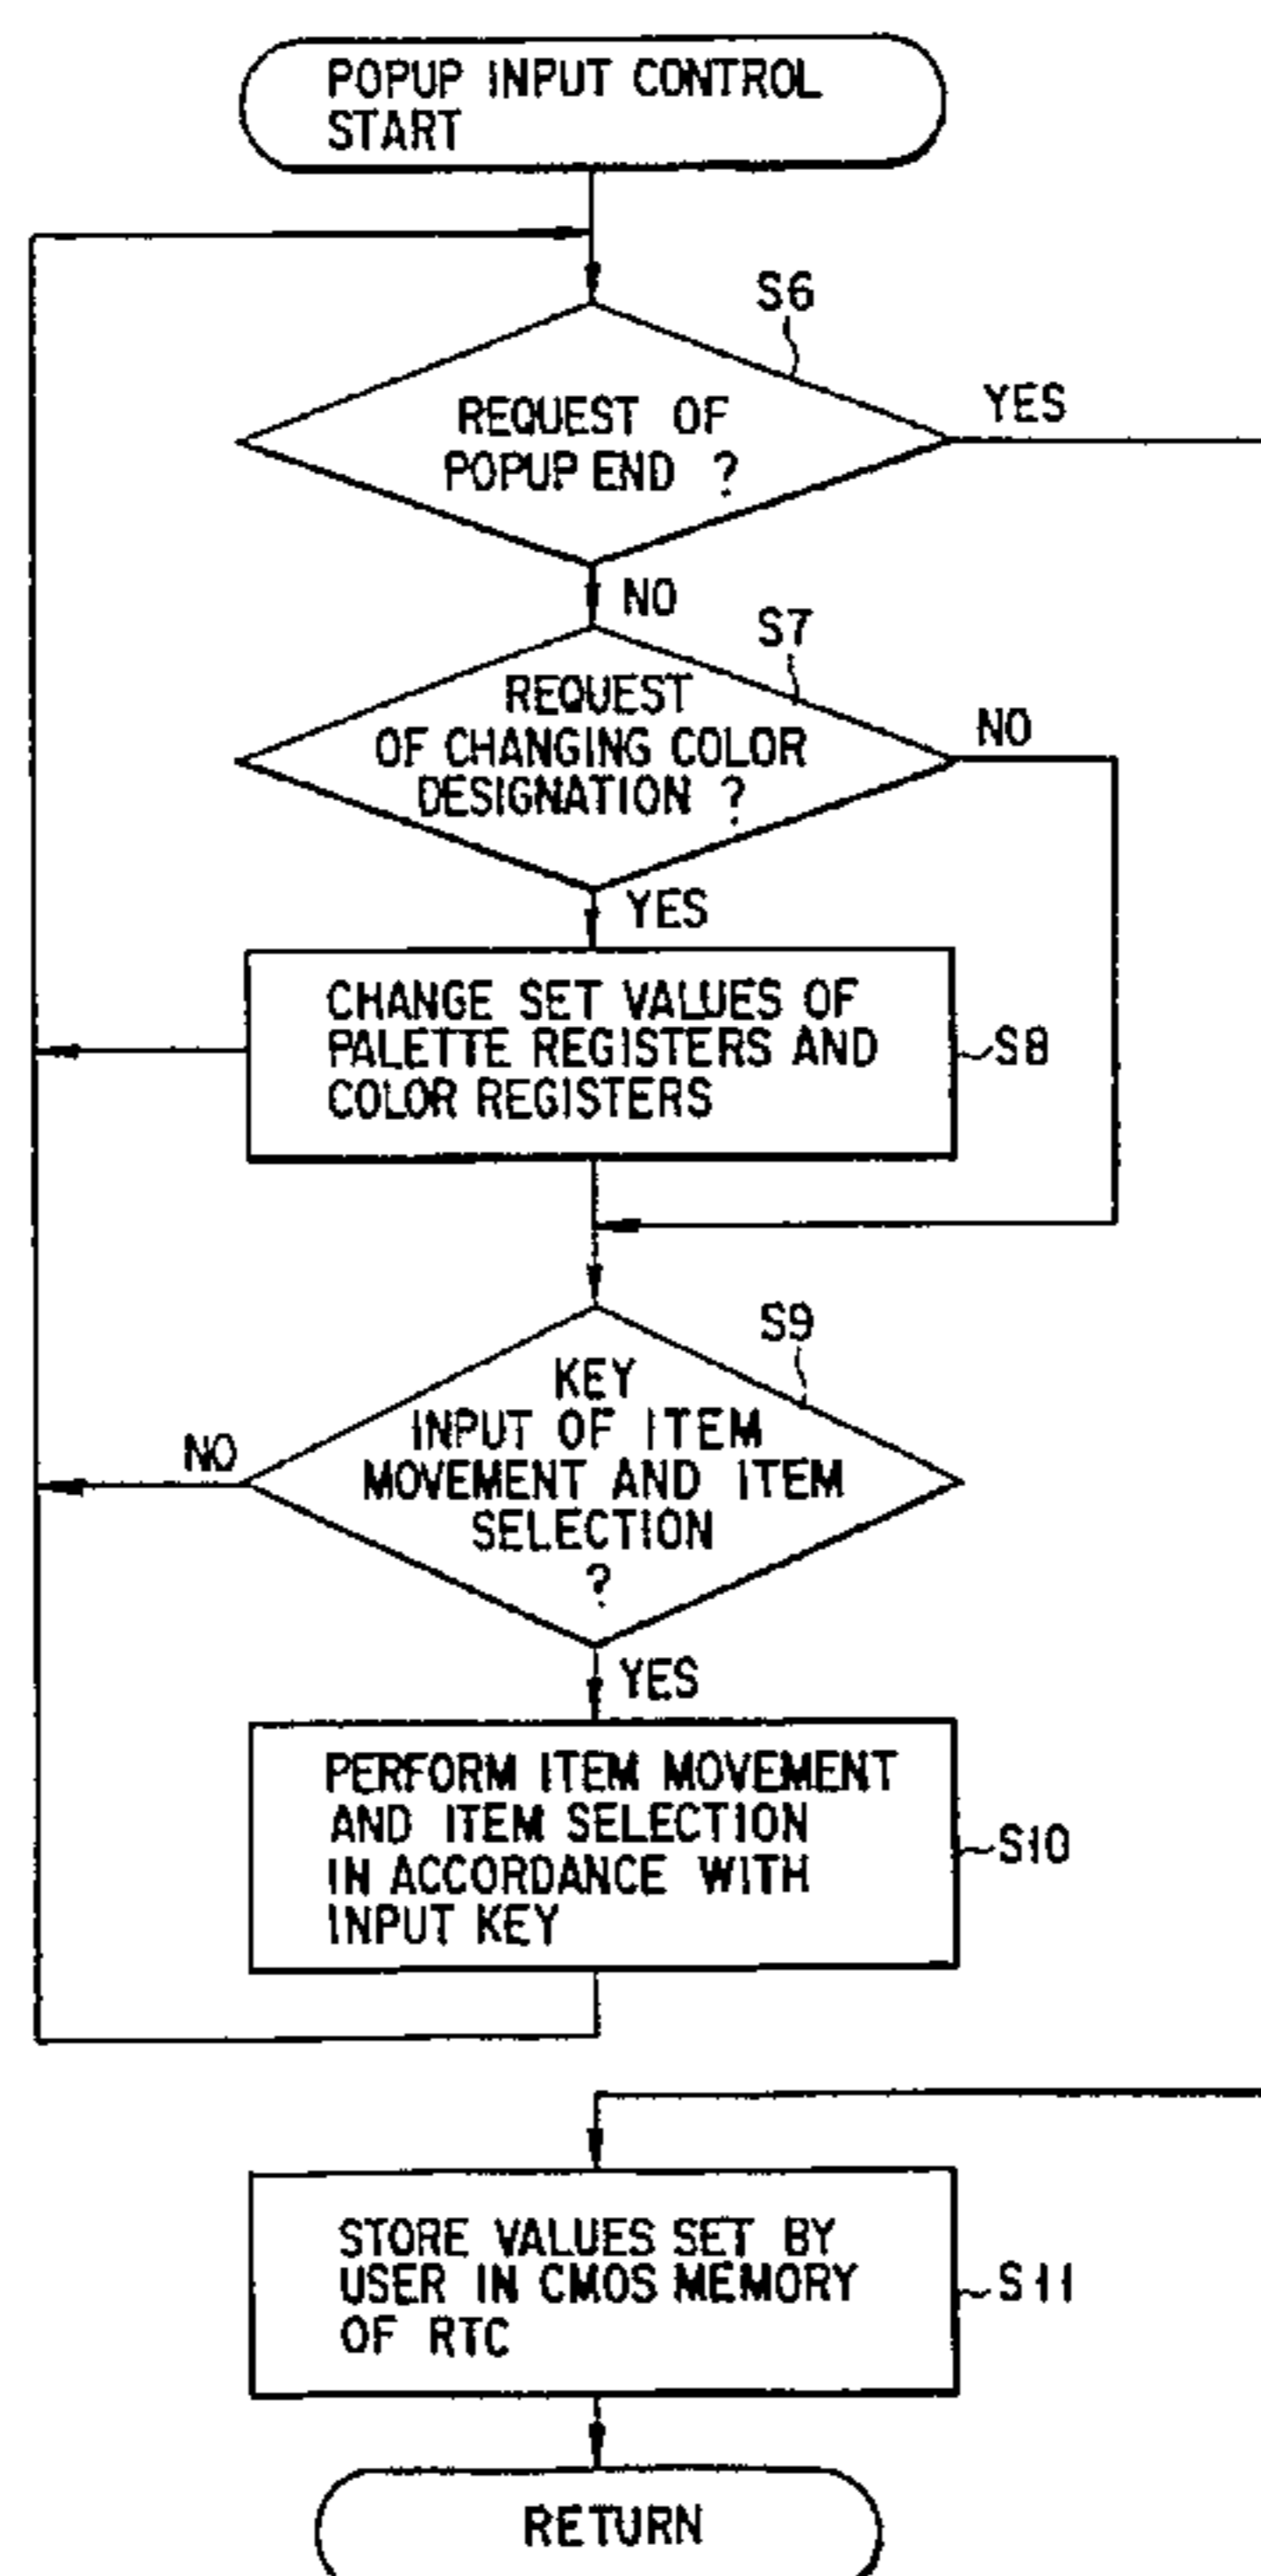 POPUP INPUT CONTROL
START
S6
YES
REQUEST OF
POPUP END ?
NO
S7
REQUEST
OF CHANGING COLOR
DESIGNATION ?
NO
YES
CHANGE SET VALUES OF
PALETTE REGISTERS AND
COLOR REGISTERS
S8
S9
KEY
INPUT OF ITEM
MOVEMENT AND ITEM
SELECTION
?
NO
YES
PERFORM ITEM MOVEMENT
AND ITEM SELECTION
IN ACCORDANCE WITH
INPUT KEY
S10
STORE VALUES SET BY
USER IN CMOS MEMORY
OF RTC
S11
RETURN